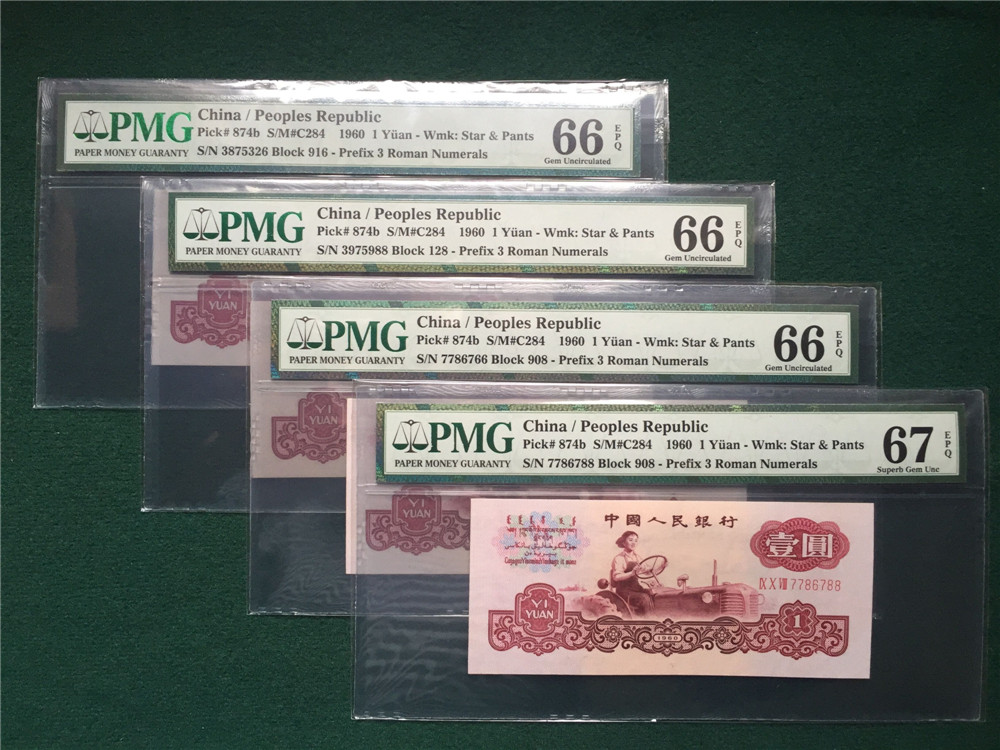 PMG
PAPER MONEY GUARANTY
China / Peoples Republic
Pick# 874b S/M#C284 1960 1 Yüan - Wmk: Star & Pants
S/N 3875326 Block 916 - Prefix 3 Roman Numerals
66 EPQ
Gem Uncirculated
PMG
PAPER MONEY GUARANTY
China / Peoples Republic
Pick# 874b S/M#C284 1960 1 Yüan - Wmk: Star & Pants
S/N 3975988 Block 128 - Prefix 3 Roman Numerals
66 EPQ
Gem Uncirculated
YI
YUAN
PMG
PAPER MONEY GUARANTY
China / Peoples Republic
Pick# 874b S/M#C284 1960 1 Yüan - Wmk: Star & Pants
S/N 7786766 Block 908 - Prefix 3 Roman Numerals
66 EPQ
Gem Uncirculated
YI
YUAN
PMG
PAPER MONEY GUARANTY
China / Peoples Republic
Pick# 874b S/M#C284 1960 1 Yüan - Wmk: Star & Pants
S/N 7786788 Block 908 - Prefix 3 Roman Numerals
67 EPQ
Superb Gem Unc
YI
YUAN
中國人民銀行
壹圓
IX X VIII 7786788
YI
YUAN
1960
1